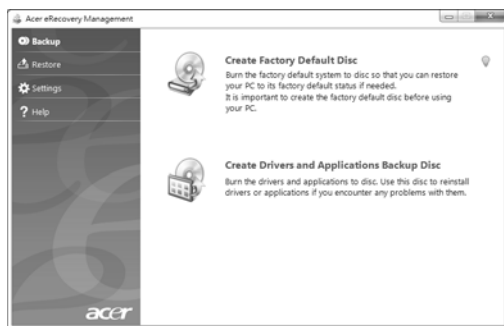 Acer eRecovery Management
Backup
Restore
Settings
Help
Create Factory Default Disc
Burn the factory default system to disc so that you can restore
your PC to its factory default status if needed.
It is important to create the factory default disc before using
your PC.
Create Drivers and Applications Backup Disc
Burn the drivers and applications to disc. Use this disc to reinstall
drivers or applications if you encounter any problems with them.
acer